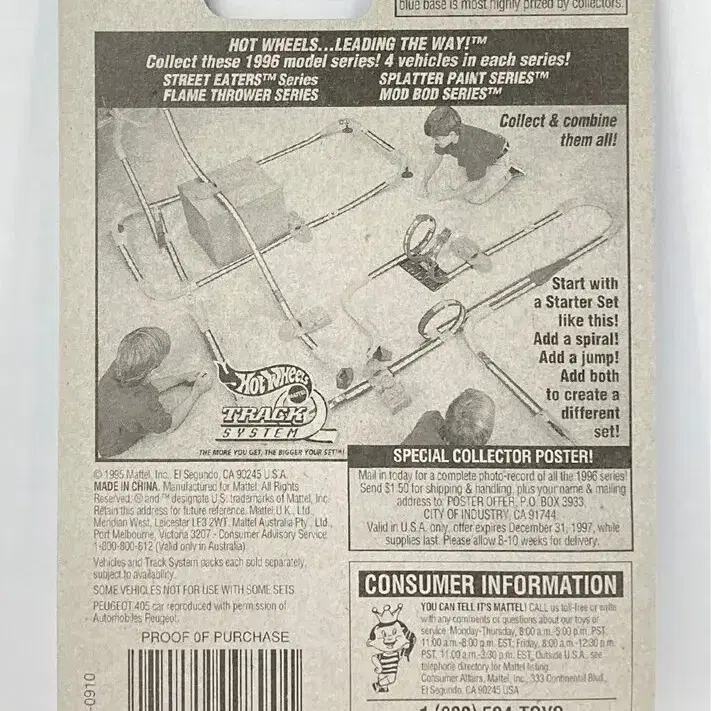 blue base is most highly prized by collectors.
HOT WHEELS...LEADING THE WAY!™
Collect these 1996 model series! 4 vehicles in each series!
STREET EATERS™ Series SPLATTER PAINT SERIES™
FLAME THROWER SERIES MOD BOD SERIES™
Collect & combine
them all!
Start with
a Starter Set
like this!
Add a spiral!
Add a jump!
Add both
to create a
different
set!
HOT WHEELS
MATTEL
TRACK
SYSTEM
THE MORE YOU GET, THE BIGGER YOUR SET!™
© 1995 Mattel, Inc. El Segundo, CA 90245 U.S.A.
MADE IN CHINA. Manufactured for Mattel. All Rights
Reserved. ® and ™ designate U.S. trademarks of Mattel, Inc.
Retain this address for future reference. Mattel U.K., Ltd.
Meridian West, Leicester LE3 2WT. Mattel Australia Pty., Ltd.,
Port Melbourne, Victoria 3207 - Consumer Advisory Service
1-800-800-812 (Valid only in Australia).
Vehicles and Track System packs each sold separately,
subject to availability.
SOME VEHICLES NOT FOR USE WITH SOME SETS.
PEUGEOT 405 car reproduced with permission of
Automobiles Peugeot.
PROOF OF PURCHASE
-0910
SPECIAL COLLECTOR POSTER!
Mail in today for a complete photo-record of all the 1996 series!
Send $1.50 for shipping & handling, plus your name & mailing
address to: POSTER OFFER, P.O. BOX 3933,
CITY OF INDUSTRY, CA 91744
Valid in U.S.A. only, offer expires December 31, 1997, while
supplies last. Please allow 8-10 weeks for delivery.
CONSUMER INFORMATION
YOU CAN TELL IT'S MATTEL! CALL us toll-free or write
with any comments or questions about our toys or
service. Monday-Thursday, 8:00 a.m.-5:00 p.m. PST,
11:00 a.m.-8:00 p.m. EST; Friday, 8:00 a.m.-12:30 p.m.
PST, 11:00 a.m.-3:30 p.m. EST. Outside U.S.A., see
telephone directory for Mattel listing.
Consumer Affairs, Mattel, Inc., 333 Continental Blvd.,
El Segundo, CA 90245 USA